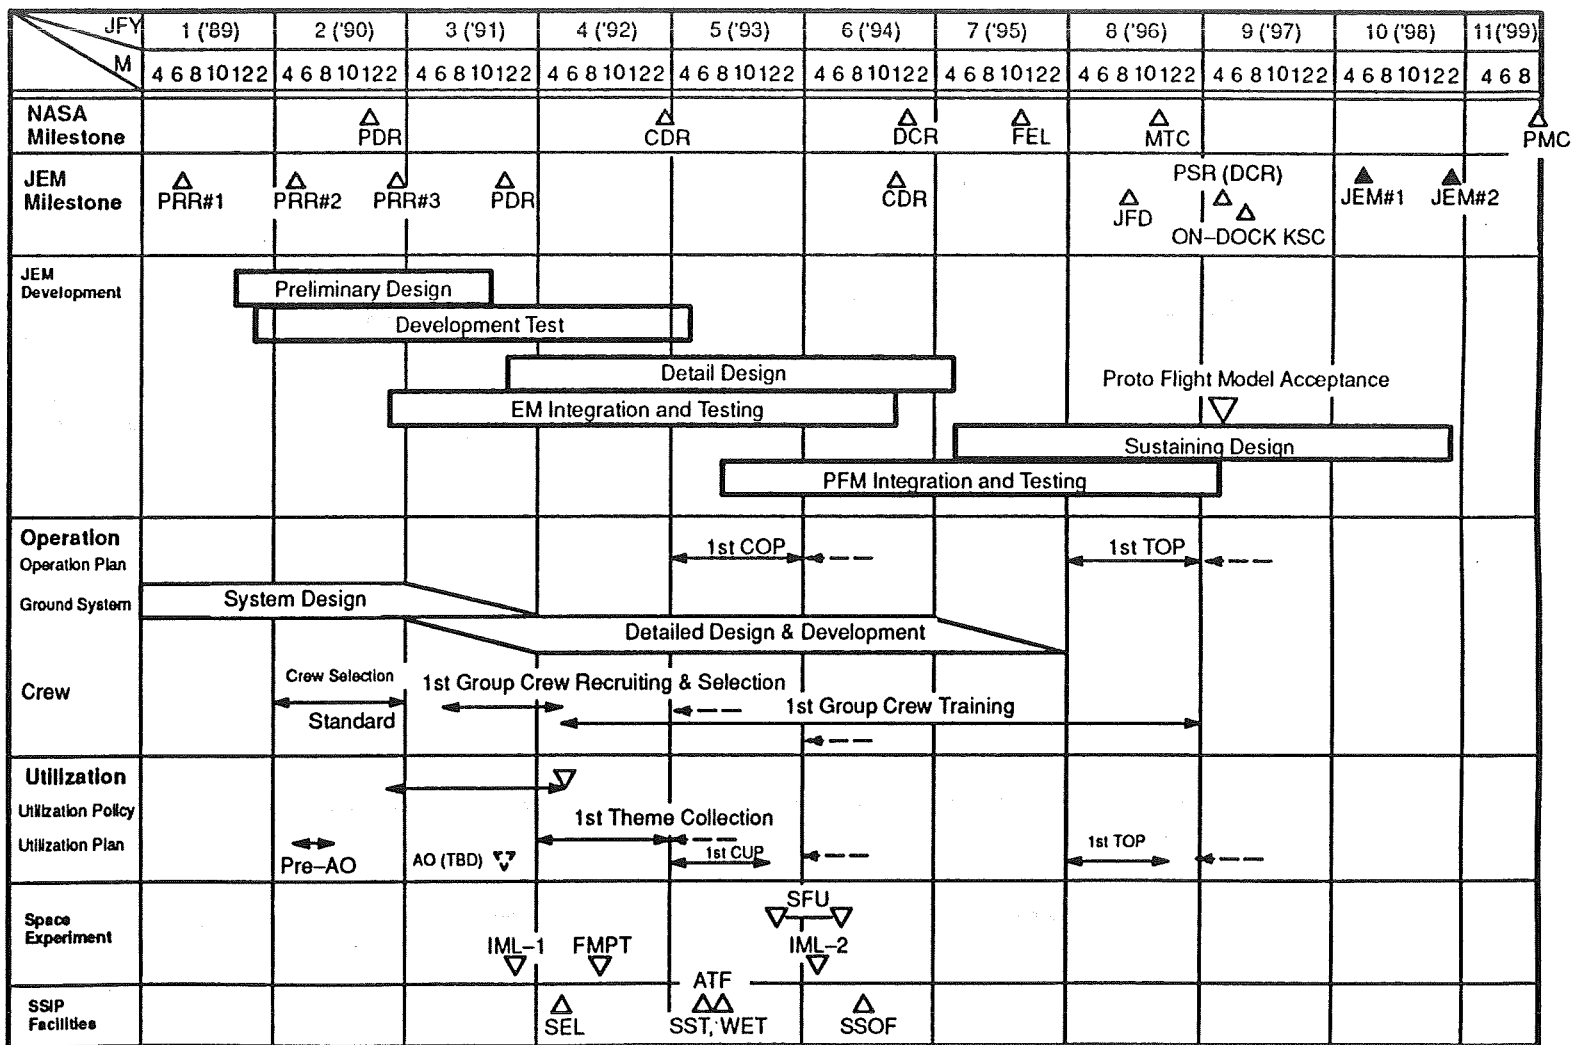 JFY 1 ('89) 2 ('90) 3 ('91) 4 ('92) 5 ('93) 6 ('94) 7 ('95) 8 ('96) 9 ('97) 10 ('98) 11('99)
M 4 6 8 10 12 2 4 6 8 10 12 2 4 6 8 10 12 2 4 6 8 10 12 2 4 6 8 10 12 2 4 6 8 10 12 2 4 6 8 10 12 2 4 6 8 10 12 2 4 6 8 10 12 2 4 6 8 10 12 2 4 6 8
NASA
Milestone
PDR CDR DCR FEL MTC PMC
JEM
Milestone
PRR#1 PRR#2 PRR#3 PDR CDR JFD PSR (DCR) JEM#1 JEM#2
ON-DOCK KSC
JEM
Development
Preliminary Design
Development Test
Detail Design
Proto Flight Model Acceptance
EM Integration and Testing
Sustaining Design
PFM Integration and Testing
Operation
Operation Plan
1st COP 1st TOP
Ground System
System Design
Detailed Design & Development
Crew
Crew Selection
Standard
1st Group Crew Recruiting & Selection
1st Group Crew Training
Utilization
Utilization Policy
1st Theme Collection
Utilization Plan
Pre-AO AO (TBD) 1st CUP 1st TOP
Space
Experiment
SFU
IML-1 FMPT IML-2
SSIP
Facilities
ATF
SEL SST, WET SSOF